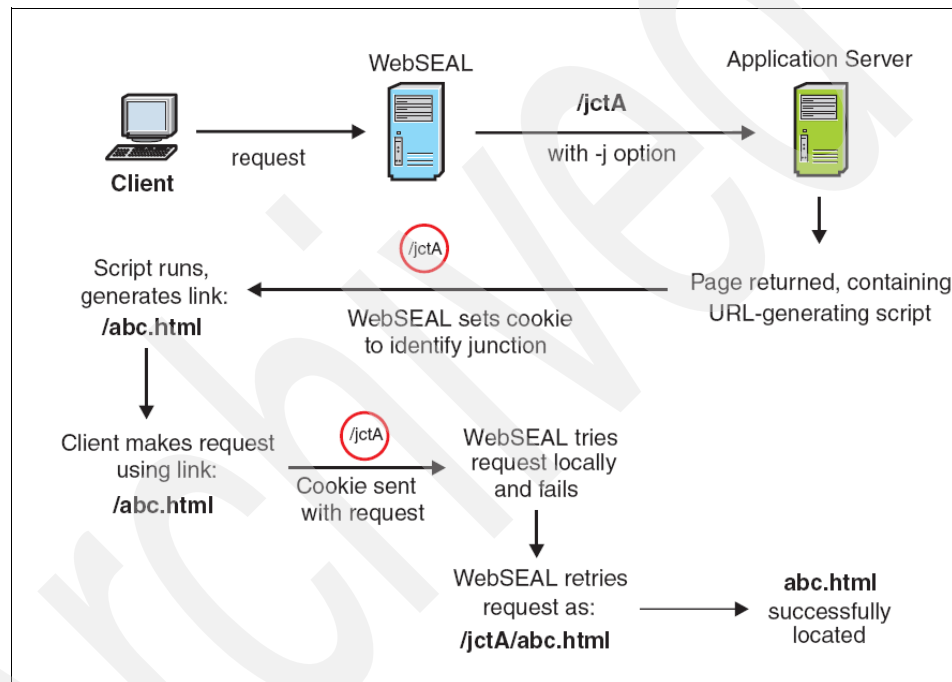 WebSEAL
Application Server
/jctA
request
with -j option
Client
/jctA
Script runs,
generates link:
/abc.html
Page returned, containing
URL-generating script
WebSEAL sets cookie
to identify junction
Client makes request
using link:
/abc.html
/jctA
Cookie sent
with request
WebSEAL tries
request locally
and fails
WebSEAL retries
request as:
/jctA/abc.html
abc.html
successfully
located
rchived